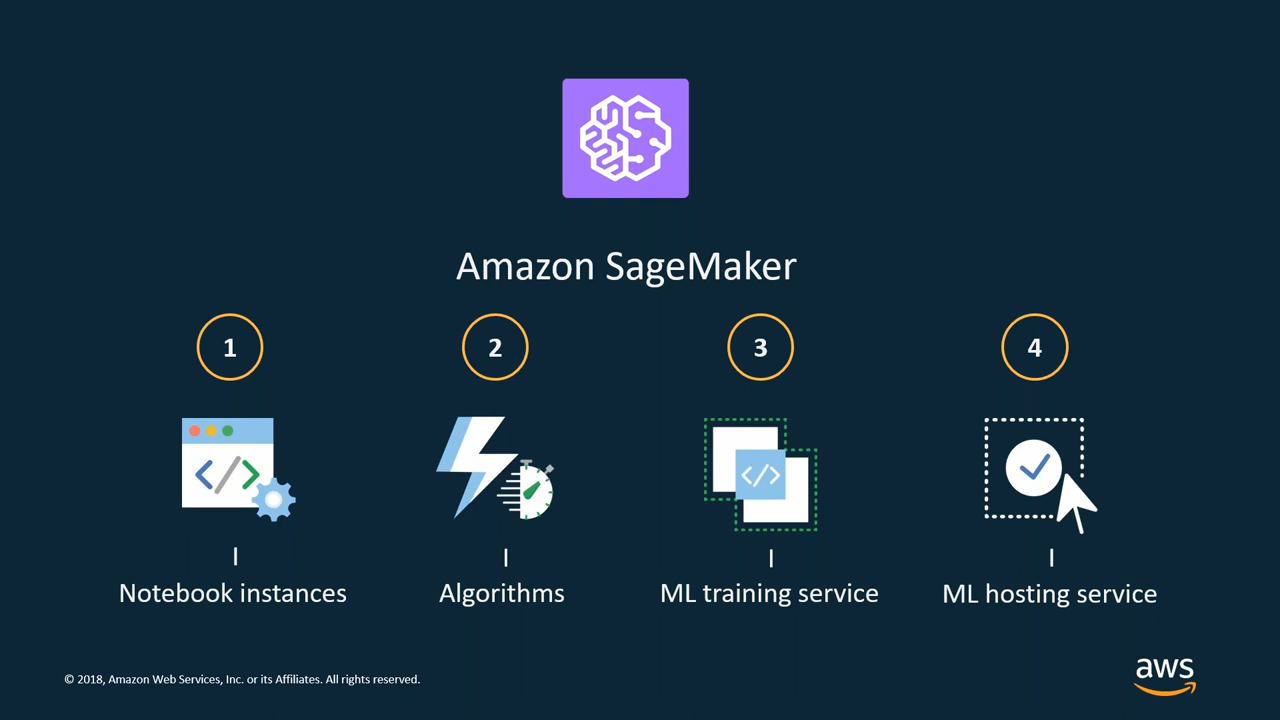 Amazon SageMaker
1
2
3
4
Notebook instances
Algorithms
ML training service
ML hosting service
© 2018, Amazon Web Services, Inc. or its Affiliates. All rights reserved.
aws